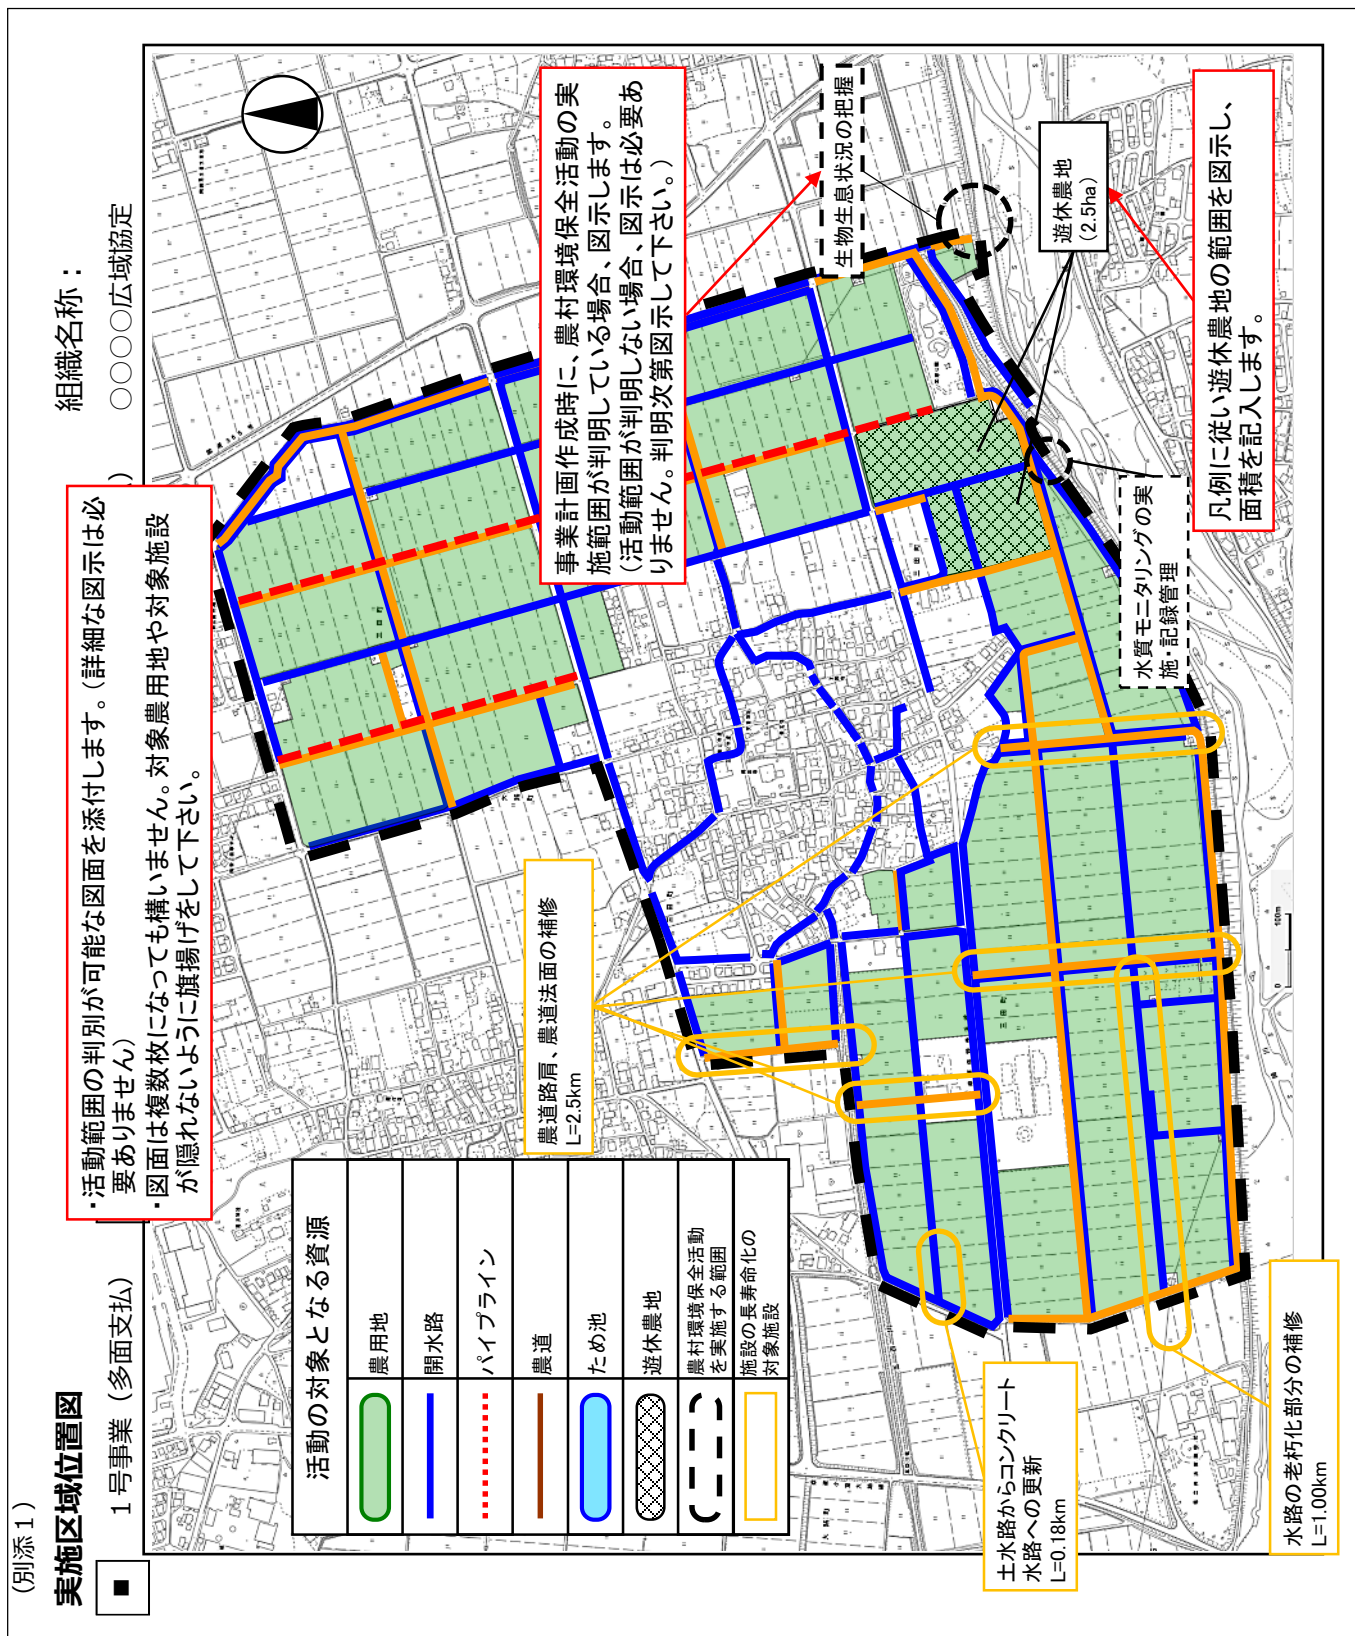 (別添１)
実施区域位置図
■
１号事業（多面支払）
組織名称：
○○○○広域協定
・活動範囲の判別が可能な図面を添付します。（詳細な図示は必
要ありません）
・図面は複数枚になっても構いません。対象農用地や対象施設
が隠れないように旗揚げをして下さい。
事業計画作成時に、農村環境保全活動の実
施範囲が判明している場合、図示します。
（活動範囲が判明しない場合、図示は必要あ
りません。判明次第図示して下さい。）
生物生息状況の把握
遊休農地
（2.5ha）
凡例に従い遊休農地の範囲を図示し、
面積を記入します。
水質モニタリングの実
施・記録管理
農道路肩、農道法面の補修
L=2.5km
活動の対象となる資源
農用地
開水路
パイプライン
農道
ため池
遊休農地
農村環境保全活動
を実施する範囲
施設の長寿命化の
対象施設
土水路からコンクリート
水路への更新
L=0.18km
水路の老朽化部分の補修
L=1.00km
三田町
三田町
三田町
0 100m